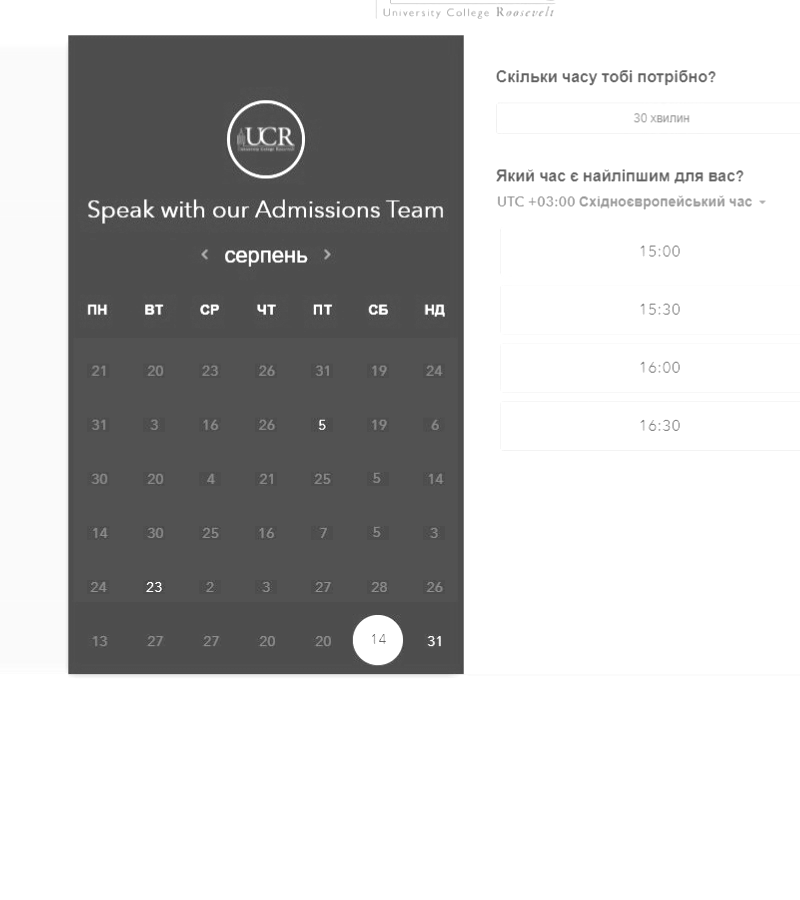 University College Roosevelt
UCR
Speak with our Admissions Team
серпень
ПН ВТ СР ЧТ ПТ СБ НД
21 20 23 26 31 19 24
31 3 16 26 5 19 6
30 20 4 21 25 5 14
14 30 25 16 7 5 3
24 23 2 3 27 28 26
13 27 27 20 20 14 31
Скільки часу тобі потрібно?
30 хвилин
Який час є найліпшим для вас?
UTC +03:00 Східноєвропейський час
15:00
15:30
16:00
16:30